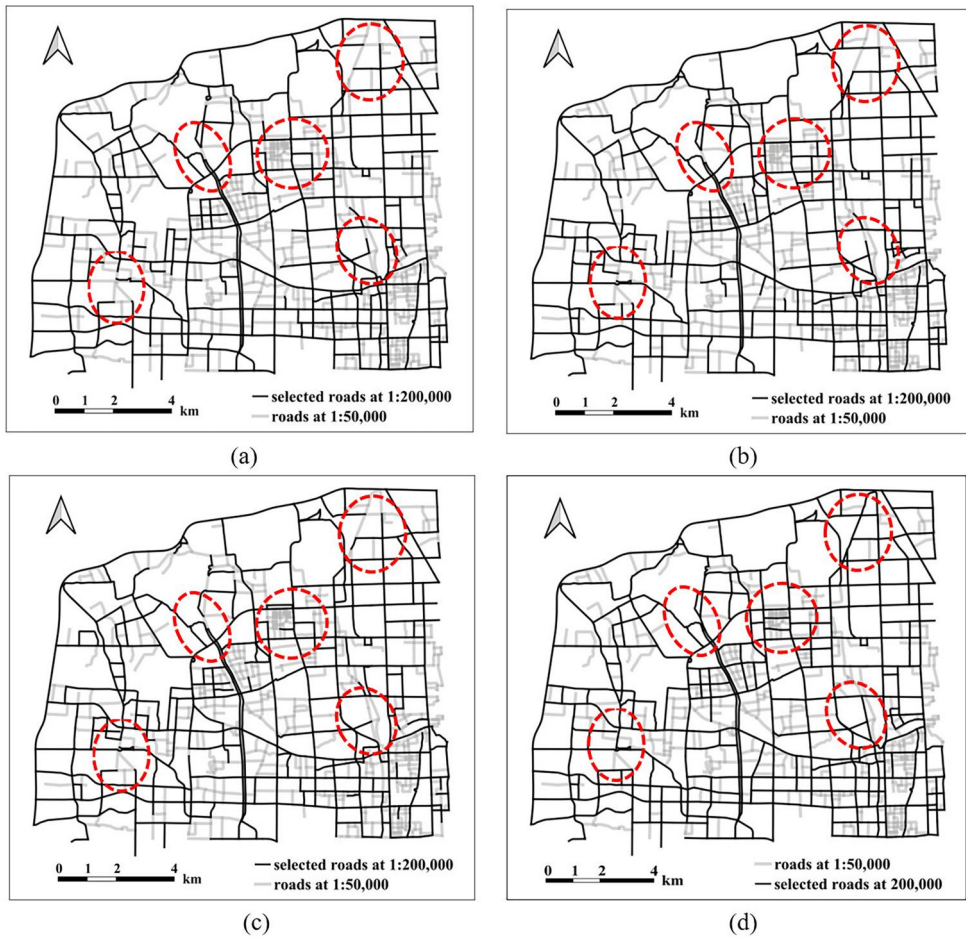 0 1 2 4
km
selected roads at 1:200,000
roads at 1:50,000
(a)
0 1 2 4
km
selected roads at 1:200,000
roads at 1:50,000
(b)
0 1 2 4
km
selected roads at 1:200,000
roads at 1:50,000
(c)
0 1 2 4
km
roads at 1:50,000
selected roads at 200,000
(d)